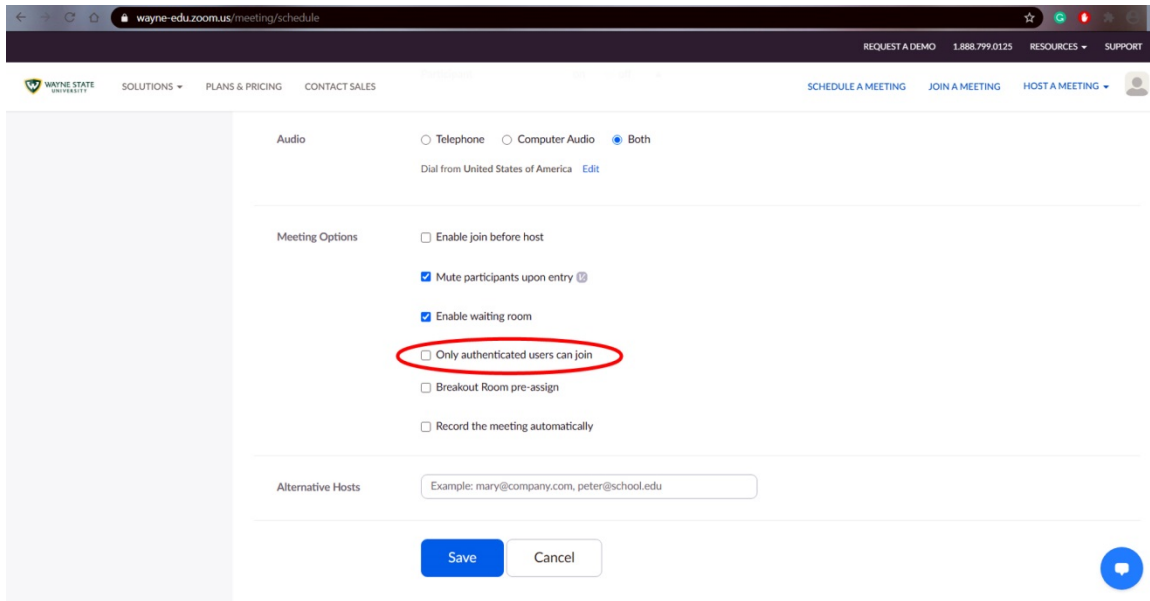 wayne-edu.zoom.us/meeting/schedule
REQUEST A DEMO 1.888.799.0125 RESOURCES SUPPORT
WAYNE STATE UNIVERSITY SOLUTIONS PLANS & PRICING CONTACT SALES SCHEDULE A MEETING JOIN A MEETING HOST A MEETING
Audio Telephone Computer Audio Both
Dial from United States of America Edit
Meeting Options Enable join before host
Mute participants upon entry
Enable waiting room
Only authenticated users can join
Breakout Room pre-assign
Record the meeting automatically
Alternative Hosts Example: mary@company.com, peter@school.edu
Save Cancel